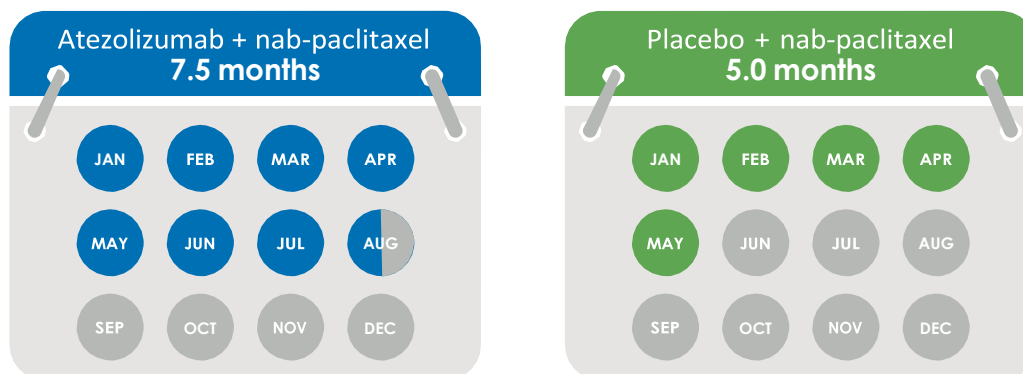 Atezolizumab + nab-paclitaxel
7.5 months
JAN FEB MAR APR
MAY JUN JUL AUG
SEP OCT NOV DEC
Placebo + nab-paclitaxel
5.0 months
JAN FEB MAR APR
MAY JUN JUL AUG
SEP OCT NOV DEC